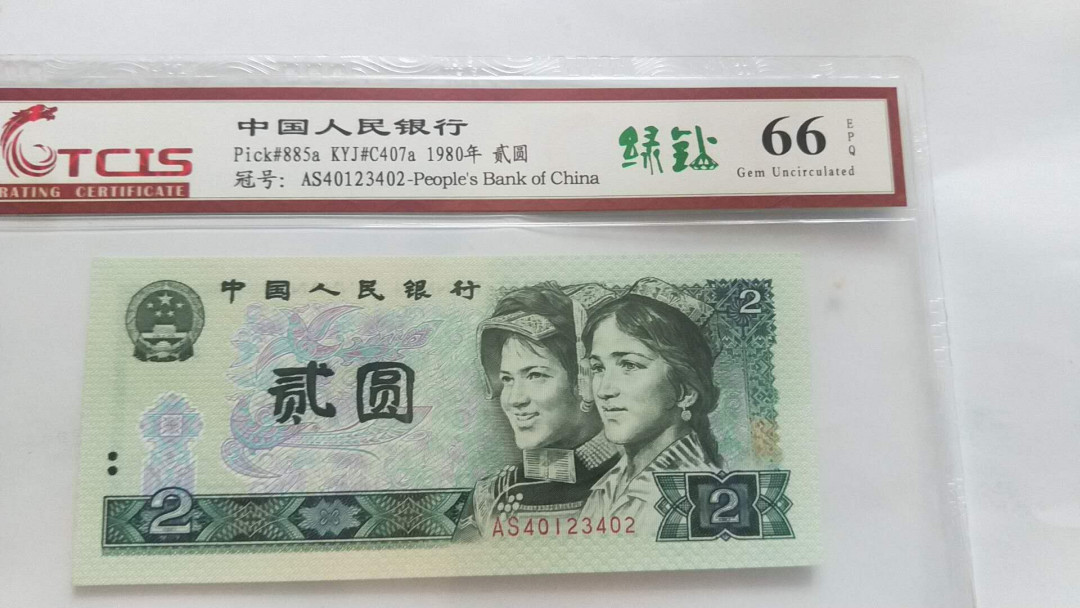 TCIS
RATING CERTIFICATE
中国人民银行
Pick#885a KYJ#C407a 1980年 贰圆
冠号: AS40123402-People's Bank of China
绿钻
66
EPQ
Gem Uncirculated
中国人民银行
2
贰圆
2
2
AS40123402